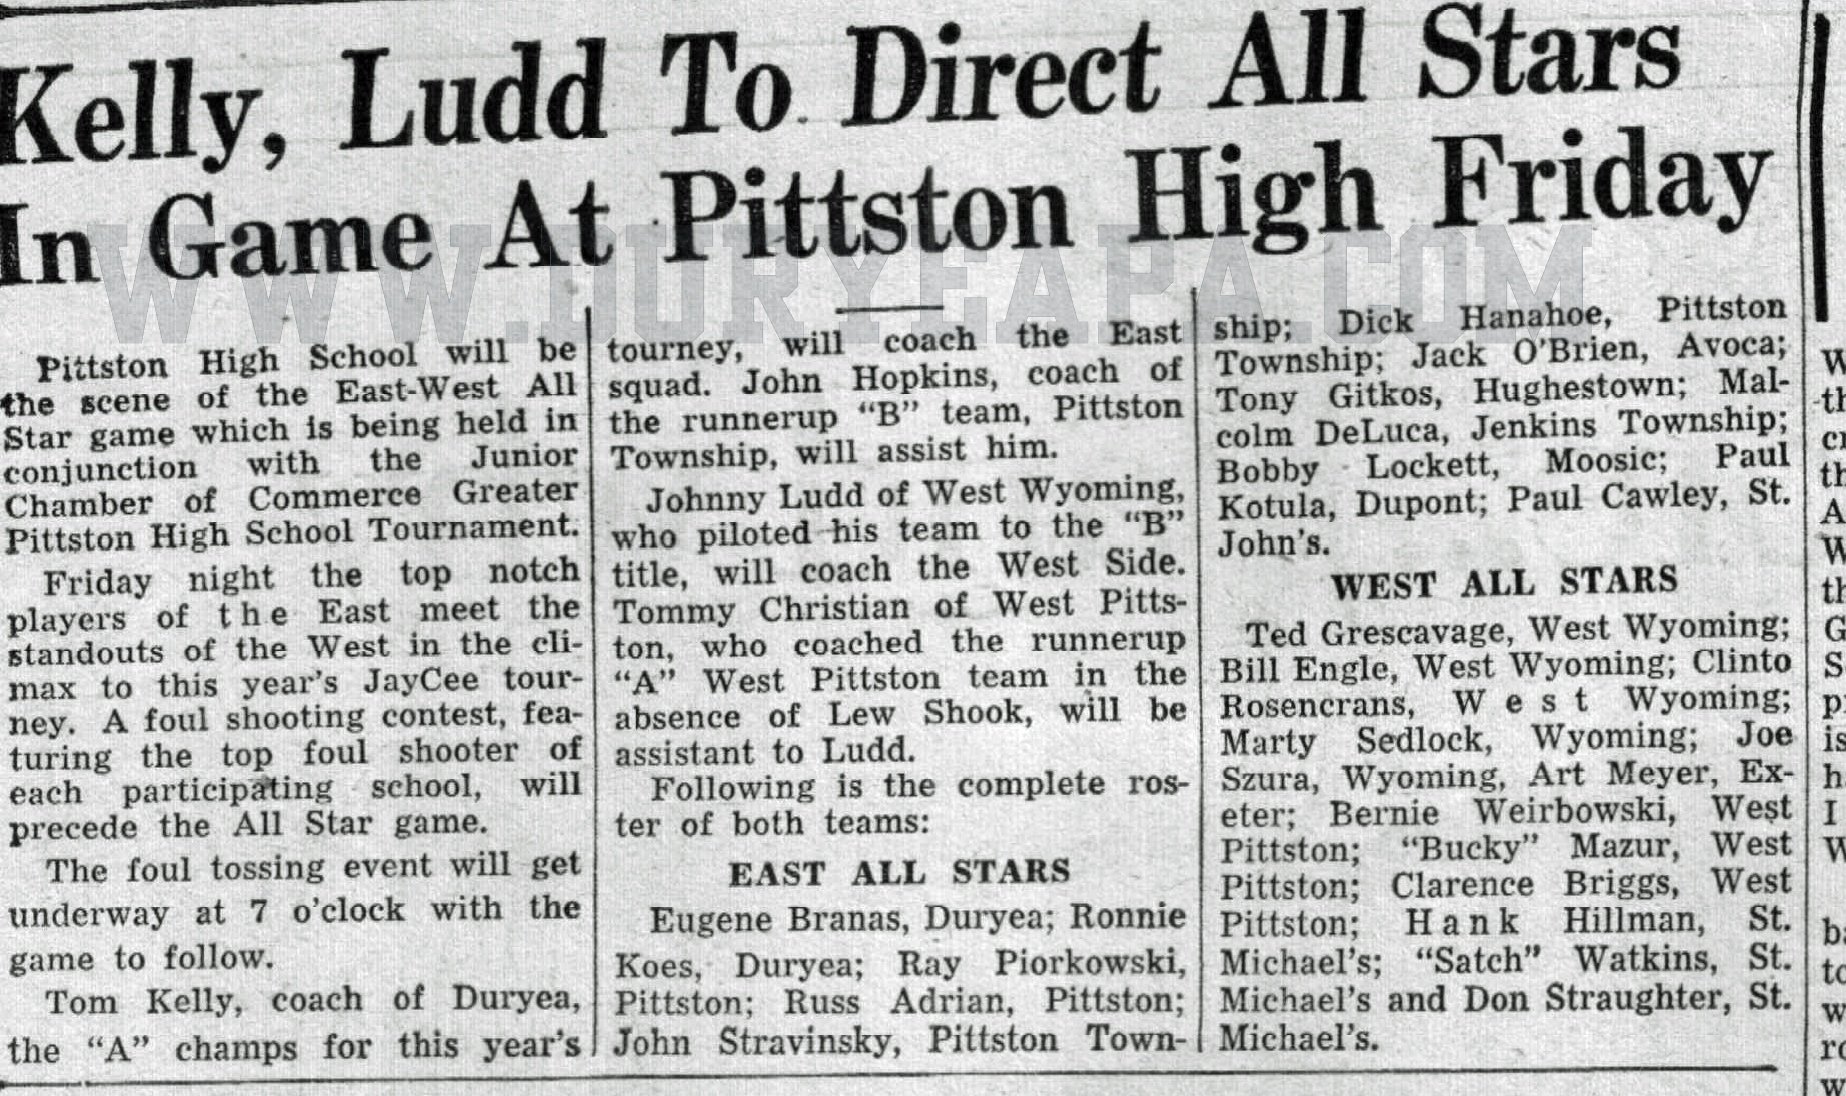 Kelly, Ludd To Direct All Stars
In Game At Pittston High Friday
WWW.DURYEAPA.COM
Pittston High School will be
the scene of the East-West All
Star game which is being held in
conjunction with the Junior
Chamber of Commerce Greater
Pittston High School Tournament.
Friday night the top notch
players of the East meet the
standouts of the West in the cli-
max to this year's JayCee tour-
ney. A foul shooting contest, fea-
turing the top foul shooter of
each participating school, will
precede the All Star game.
The foul tossing event will get
underway at 7 o'clock with the
game to follow.
Tom Kelly, coach of Duryea,
the "A" champs for this year's
tourney, will coach the East
squad. John Hopkins, coach of
the runnerup "B" team, Pittston
Township, will assist him.
Johnny Ludd of West Wyoming,
who piloted his team to the "B"
title, will coach the West Side.
Tommy Christian of West Pitts-
ton, who coached the runnerup
"A" West Pittston team in the
absence of Lew Shook, will be
assistant to Ludd.
Following is the complete ros-
ter of both teams:
EAST ALL STARS
Eugene Branas, Duryea; Ronnie
Koes, Duryea; Ray Piorkowski,
Pittston; Russ Adrian, Pittston;
John Stravinsky, Pittston Town-
ship; Dick Hanahoe, Pittston
Township; Jack O'Brien, Avoca;
Tony Gitkos, Hughestown; Mal-
colm DeLuca, Jenkins Township;
Bobby Lockett, Moosic; Paul
Kotula, Dupont; Paul Cawley, St.
John's.
WEST ALL STARS
Ted Grescavage, West Wyoming;
Bill Engle, West Wyoming; Clinto
Rosencrans, West Wyoming;
Marty Sedlock, Wyoming; Joe
Szura, Wyoming, Art Meyer, Ex-
eter; Bernie Weirbowski, West
Pittston; "Bucky" Mazur, West
Pittston; Clarence Briggs, West
Pittston; Hank Hillman, St.
Michael's; "Satch" Watkins, St.
Michael's and Don Straughter, St.
Michael's.